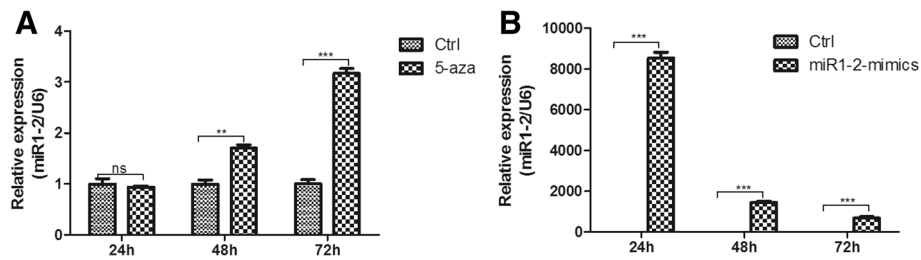 A
Relative expression
(miR1-2/U6)
4
3
2
1
0
ns
**
***
Ctrl
5-aza
24h
48h
72h
B
Relative expression
(miR1-2/U6)
10000
8000
6000
4000
2000
0
***
***
***
Ctrl
miR1-2-mimics
24h
48h
72h